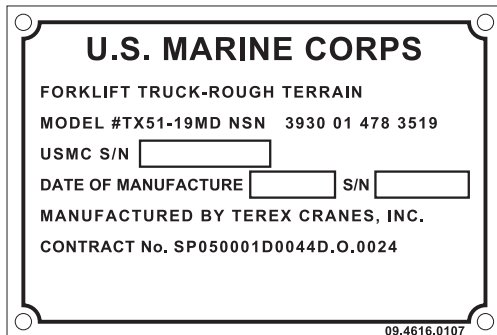 U.S. MARINE CORPS
FORKLIFT TRUCK-ROUGH TERRAIN
MODEL #TX51-19MD NSN 3930 01 478 3519
USMC S/N
DATE OF MANUFACTURE S/N
MANUFACTURED BY TEREX CRANES, INC.
CONTRACT No. SP050001D0044D.O.0024
09.4616.0107